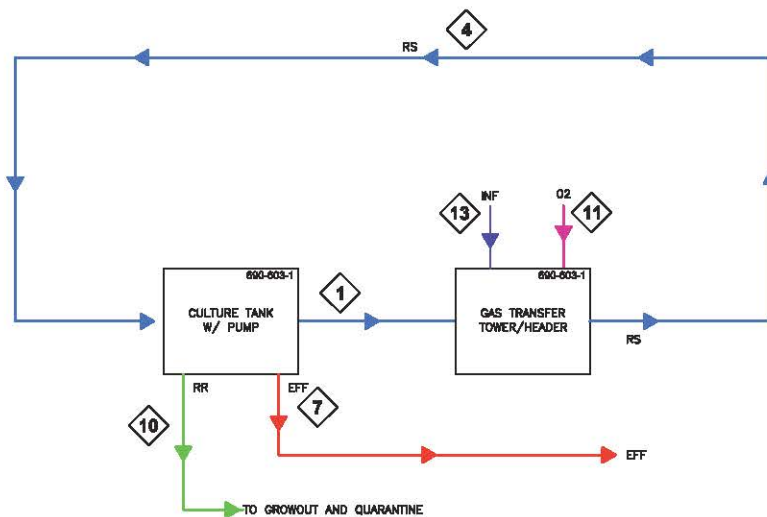 4
RS
INF
O2
13
11
690-603-1
690-603-1
1
CULTURE TANK
W/ PUMP
GAS TRANSFER
TOWER/HEADER
RS
RR
EFF
7
10
EFF
TO GROWOUT AND QUARANTINE